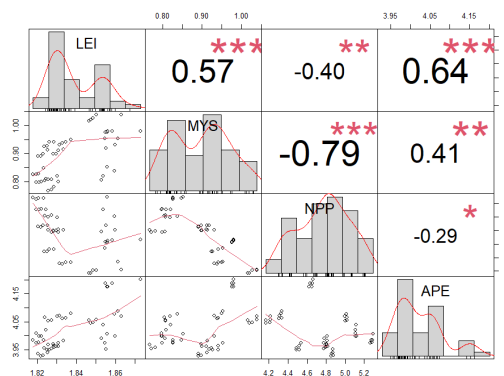 0.80 0.90 1.00 3.95 4.05 4.15
LEI 0.57 *** -0.40 ** 0.64 ***
0.80 0.90 1.00 MYS -0.79 *** 0.41 **
NPP -0.29 *
3.95 4.05 4.15 APE
1.82 1.84 1.86 4.2 4.4 4.6 4.8 5.0 5.2